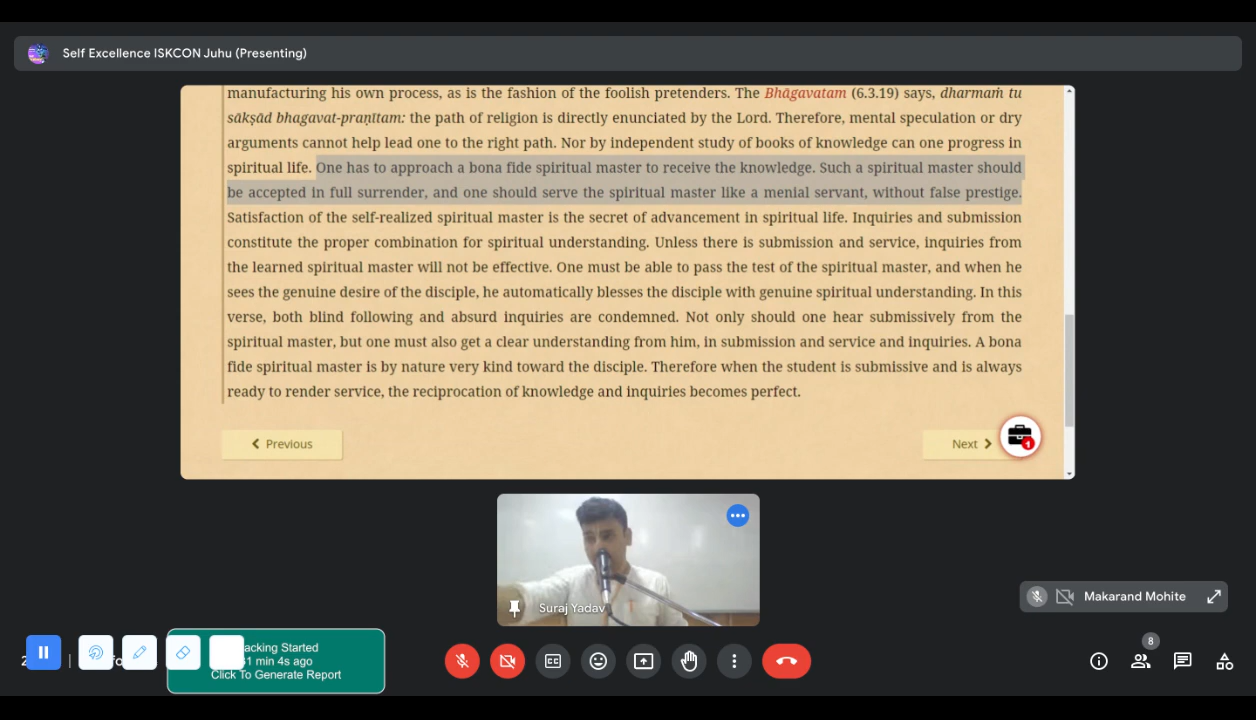 Self Excellence ISKCON Juhu (Presenting)
manufacturing his own process, as is the fashion of the foolish pretenders. The Bhāgavatam (6.3.19) says, dharmaṁ tu
sākṣād bhagavat-praṇītam: the path of religion is directly enunciated by the Lord. Therefore, mental speculation or dry
arguments cannot help lead one to the right path. Nor by independent study of books of knowledge can one progress in
spiritual life. One has to approach a bona fide spiritual master to receive the knowledge. Such a spiritual master should
be accepted in full surrender, and one should serve the spiritual master like a menial servant, without false prestige.
Satisfaction of the self-realized spiritual master is the secret of advancement in spiritual life. Inquiries and submission
constitute the proper combination for spiritual understanding. Unless there is submission and service, inquiries from
the learned spiritual master will not be effective. One must be able to pass the test of the spiritual master, and when he
sees the genuine desire of the disciple, he automatically blesses the disciple with genuine spiritual understanding. In this
verse, both blind following and absurd inquiries are condemned. Not only should one hear submissively from the
spiritual master, but one must also get a clear understanding from him, in submission and service and inquiries. A bona
fide spiritual master is by nature very kind toward the disciple. Therefore when the student is submissive and is always
ready to render service, the reciprocation of knowledge and inquiries becomes perfect.
Previous
Next
1
Suraj Yadav
Makarand Mohite
8
acking Started
1 min 4s ago
Click To Generate Report